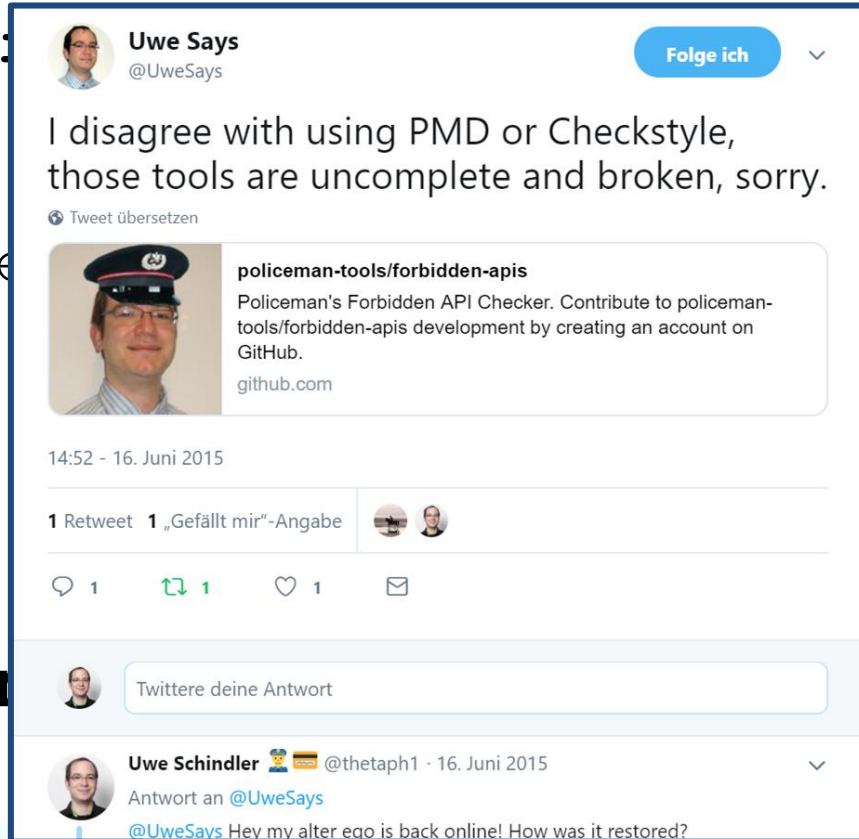 Uwe Says
@UweSays
Folge ich
I disagree with using PMD or Checkstyle,
those tools are uncomplete and broken, sorry.
Tweet übersetzen
policeman-tools/forbidden-apis
Policeman's Forbidden API Checker. Contribute to policeman-
tools/forbidden-apis development by creating an account on
GitHub.
github.com
14:52 - 16. Juni 2015
1 Retweet 1 „Gefällt mir“-Angabe
1 1 1
Twittere deine Antwort
Uwe Schindler 👮💳 @thetaph1 · 16. Juni 2015
Antwort an @UweSays
@UweSays Hey my alter ego is back online! How was it restored?